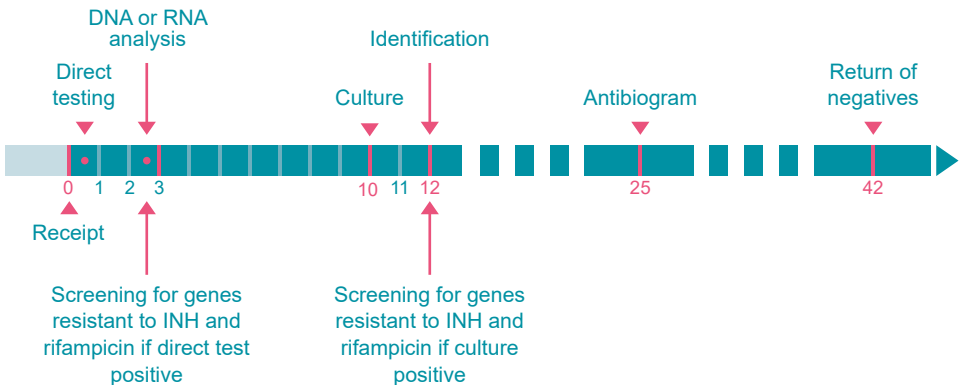 DNA or RNA
analysis
Identification
Direct
testing
Culture
Antibiogram
Return of
negatives
0
1
2
3
10
11
12
25
42
Receipt
Screening for genes
resistant to INH and
rifampicin if direct test
positive
Screening for genes
resistant to INH and
rifampicin if culture
positive